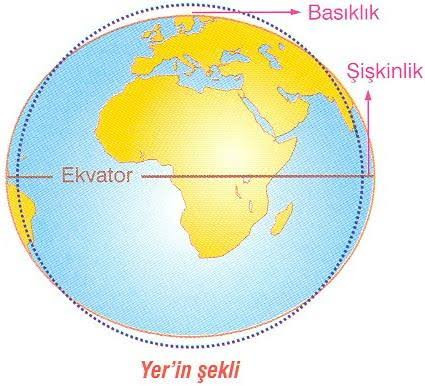 Basıklık
Şişkinlik
Ekvator
Yer'in şekli